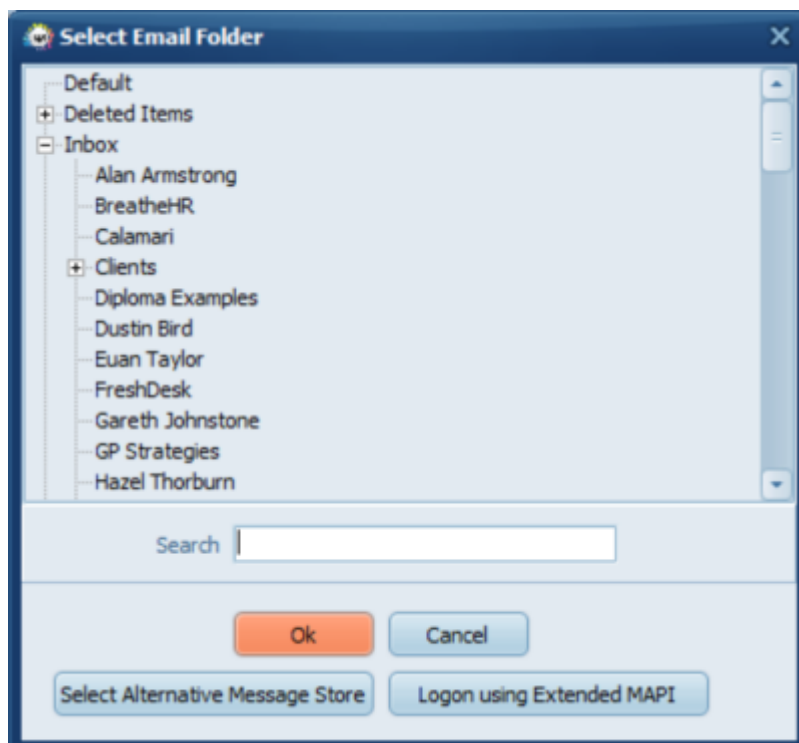 Select Email Folder
Default
Deleted Items
Inbox
Alan Armstrong
BreatheHR
Calamari
Clients
Diploma Examples
Dustin Bird
Euan Taylor
FreshDesk
Gareth Johnstone
GP Strategies
Hazel Thorburn
Search
Ok Cancel
Select Alternative Message Store Logon using Extended MAPI